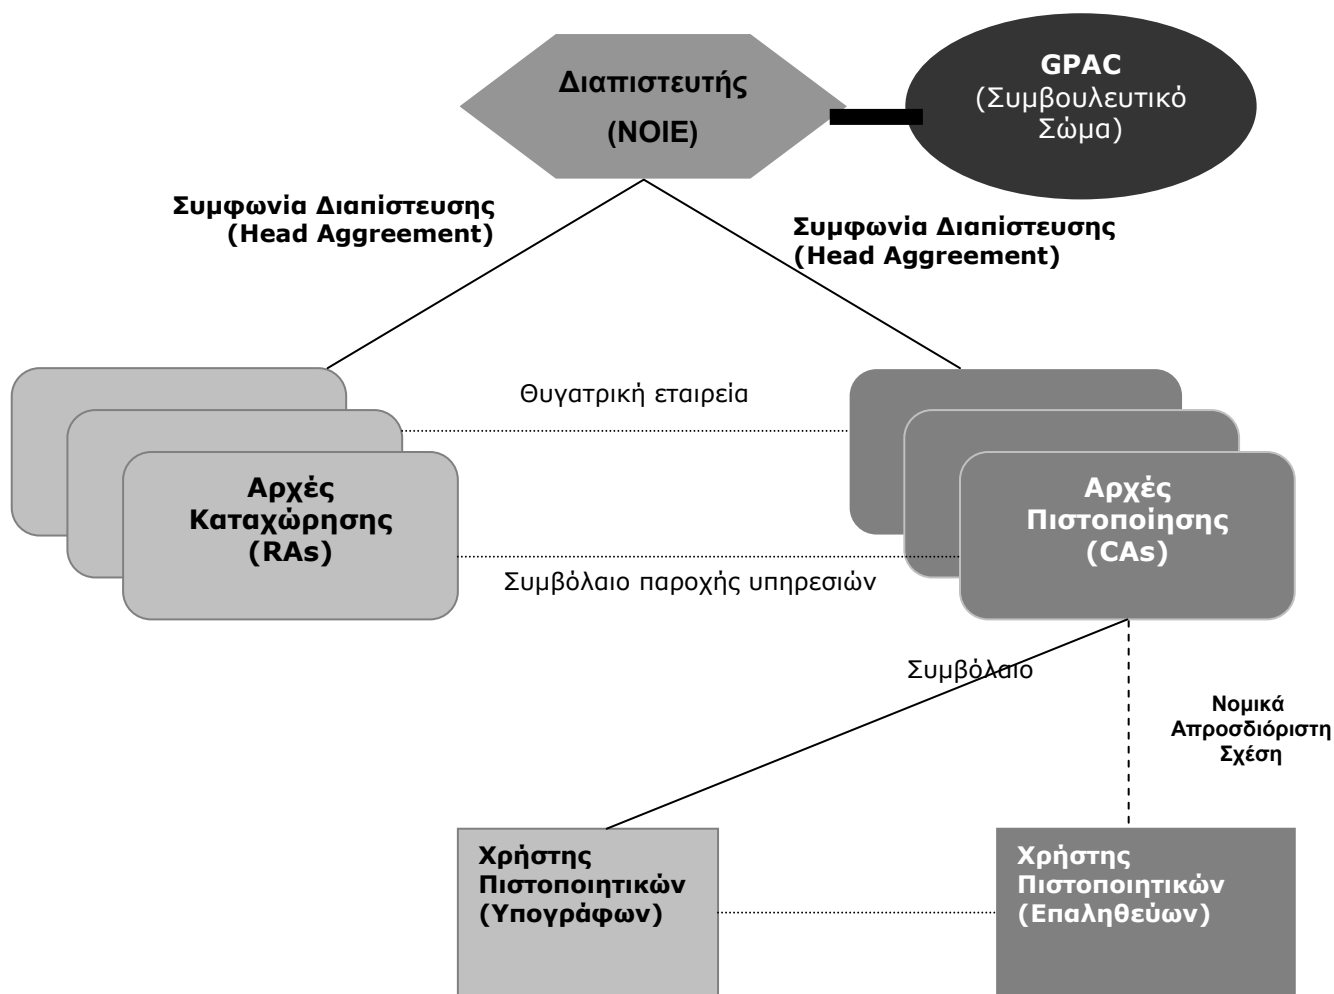 Διαπιστευτής
(NOIE)
GPAC
(Συμβουλευτικό
Σώμα)
Συμφωνία Διαπίστευσης
(Head Aggreement)
Συμφωνία Διαπίστευσης
(Head Aggreement)
Θυγατρική εταιρεία
Αρχές
Καταχώρησης
(RAs)
Αρχές
Πιστοποίησης
(CAs)
Συμβόλαιο παροχής υπηρεσιών
Συμβόλαιο
Νομικά
Απροσδιόριστη
Σχέση
Χρήστης
Πιστοποιητικών
(Υπογράφων)
Χρήστης
Πιστοποιητικών
(Επαληθεύων)